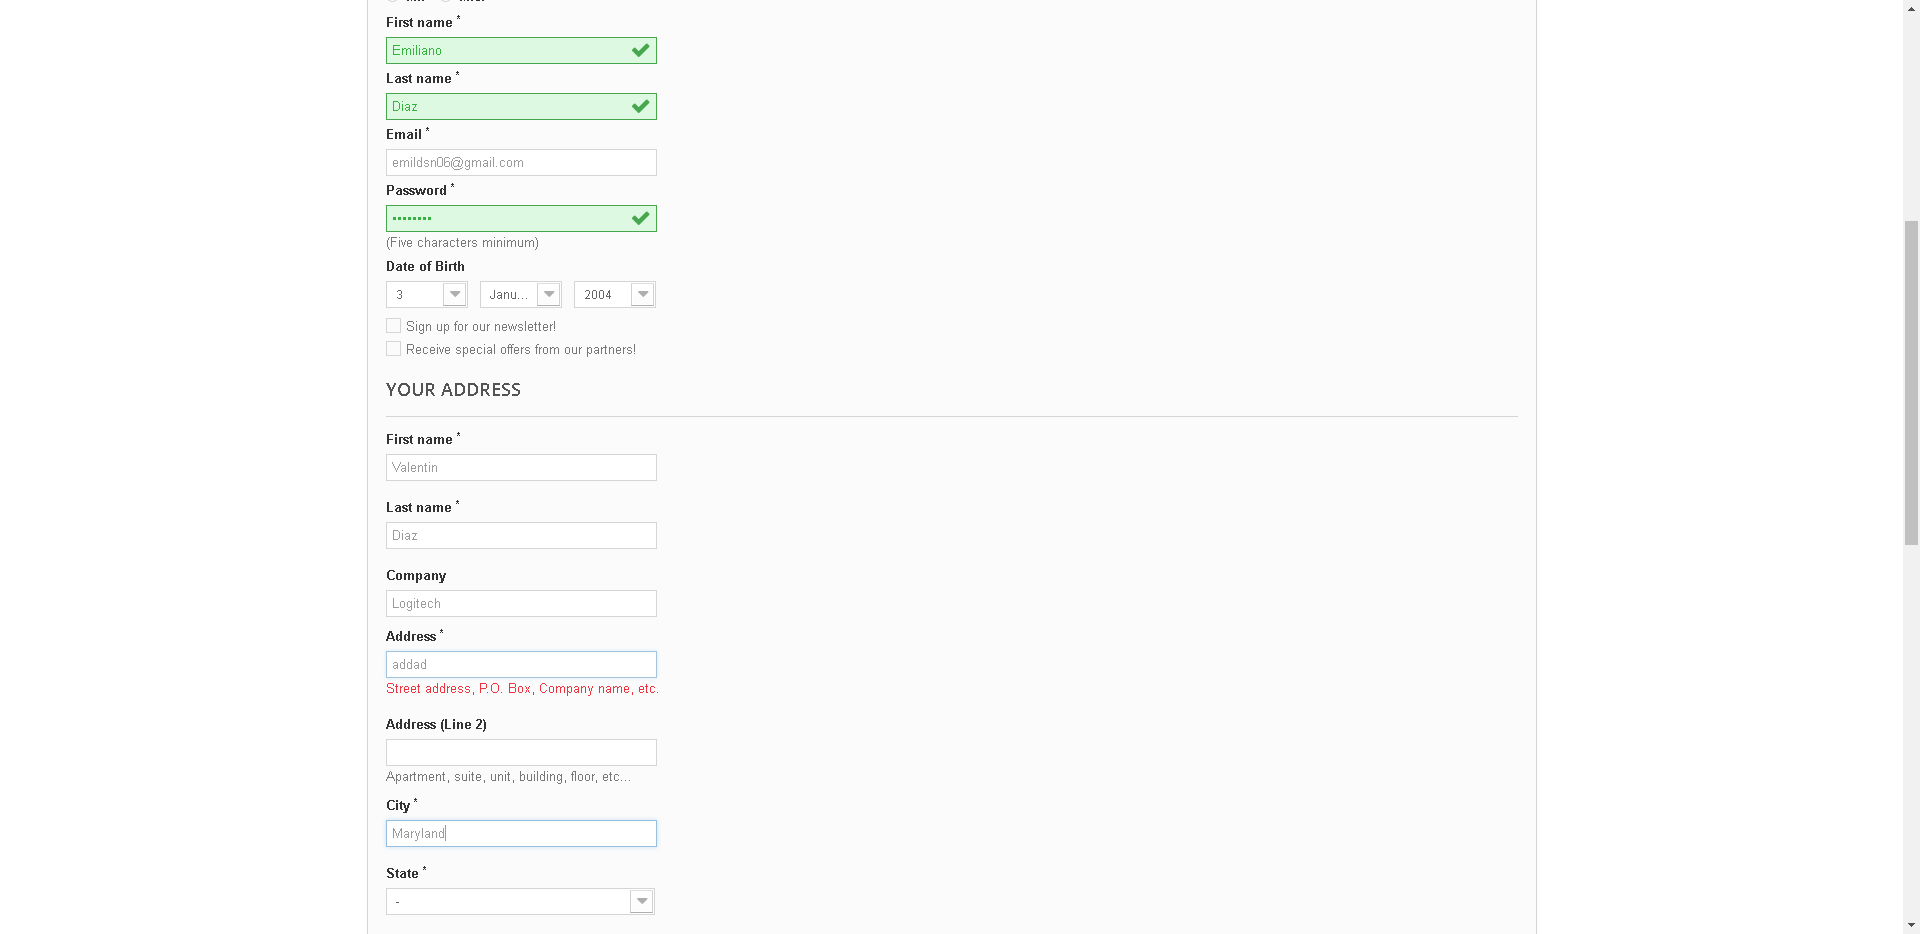 First name *
Emiliano
Last name *
Diaz
Email *
emildsn06@gmail.com
Password *
••••••••
(Five characters minimum)
Date of Birth
3 Janu... 2004
Sign up for our newsletter!
Receive special offers from our partners!
YOUR ADDRESS
First name *
Valentin
Last name *
Diaz
Company
Logitech
Address *
addad
Street address, P.O. Box, Company name, etc.
Address (Line 2)
Apartment, suite, unit, building, floor, etc...
City *
Maryland
State *
-